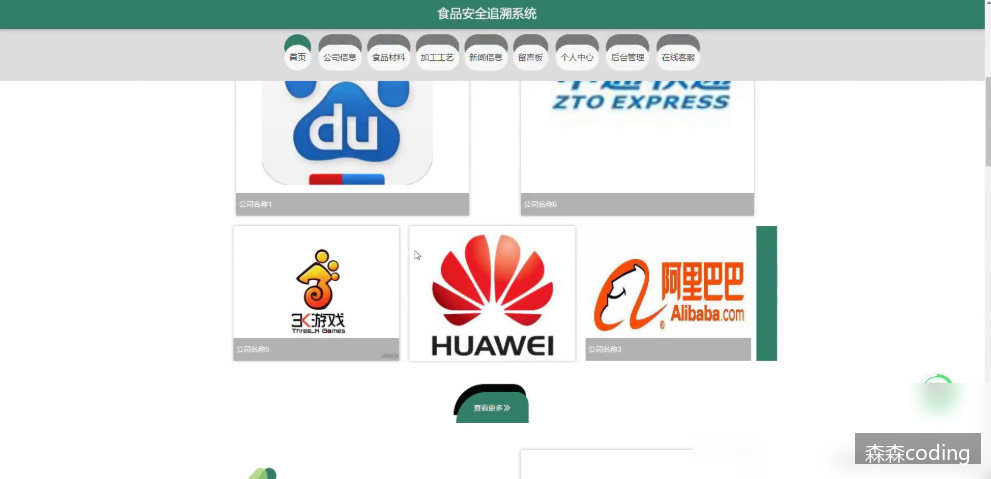 食品安全追溯系统
首页
公司信息
食品材料
加工工艺
新闻信息
留言板
个人中心
后台管理
在线客服
du
ZTO EXPRESS
公司名称1
公司名称6
3K游戏
Three_K Games
HUAWEI
阿里巴巴
Alibaba.com
公司名称5
公司名称3
查看更多
森森coding